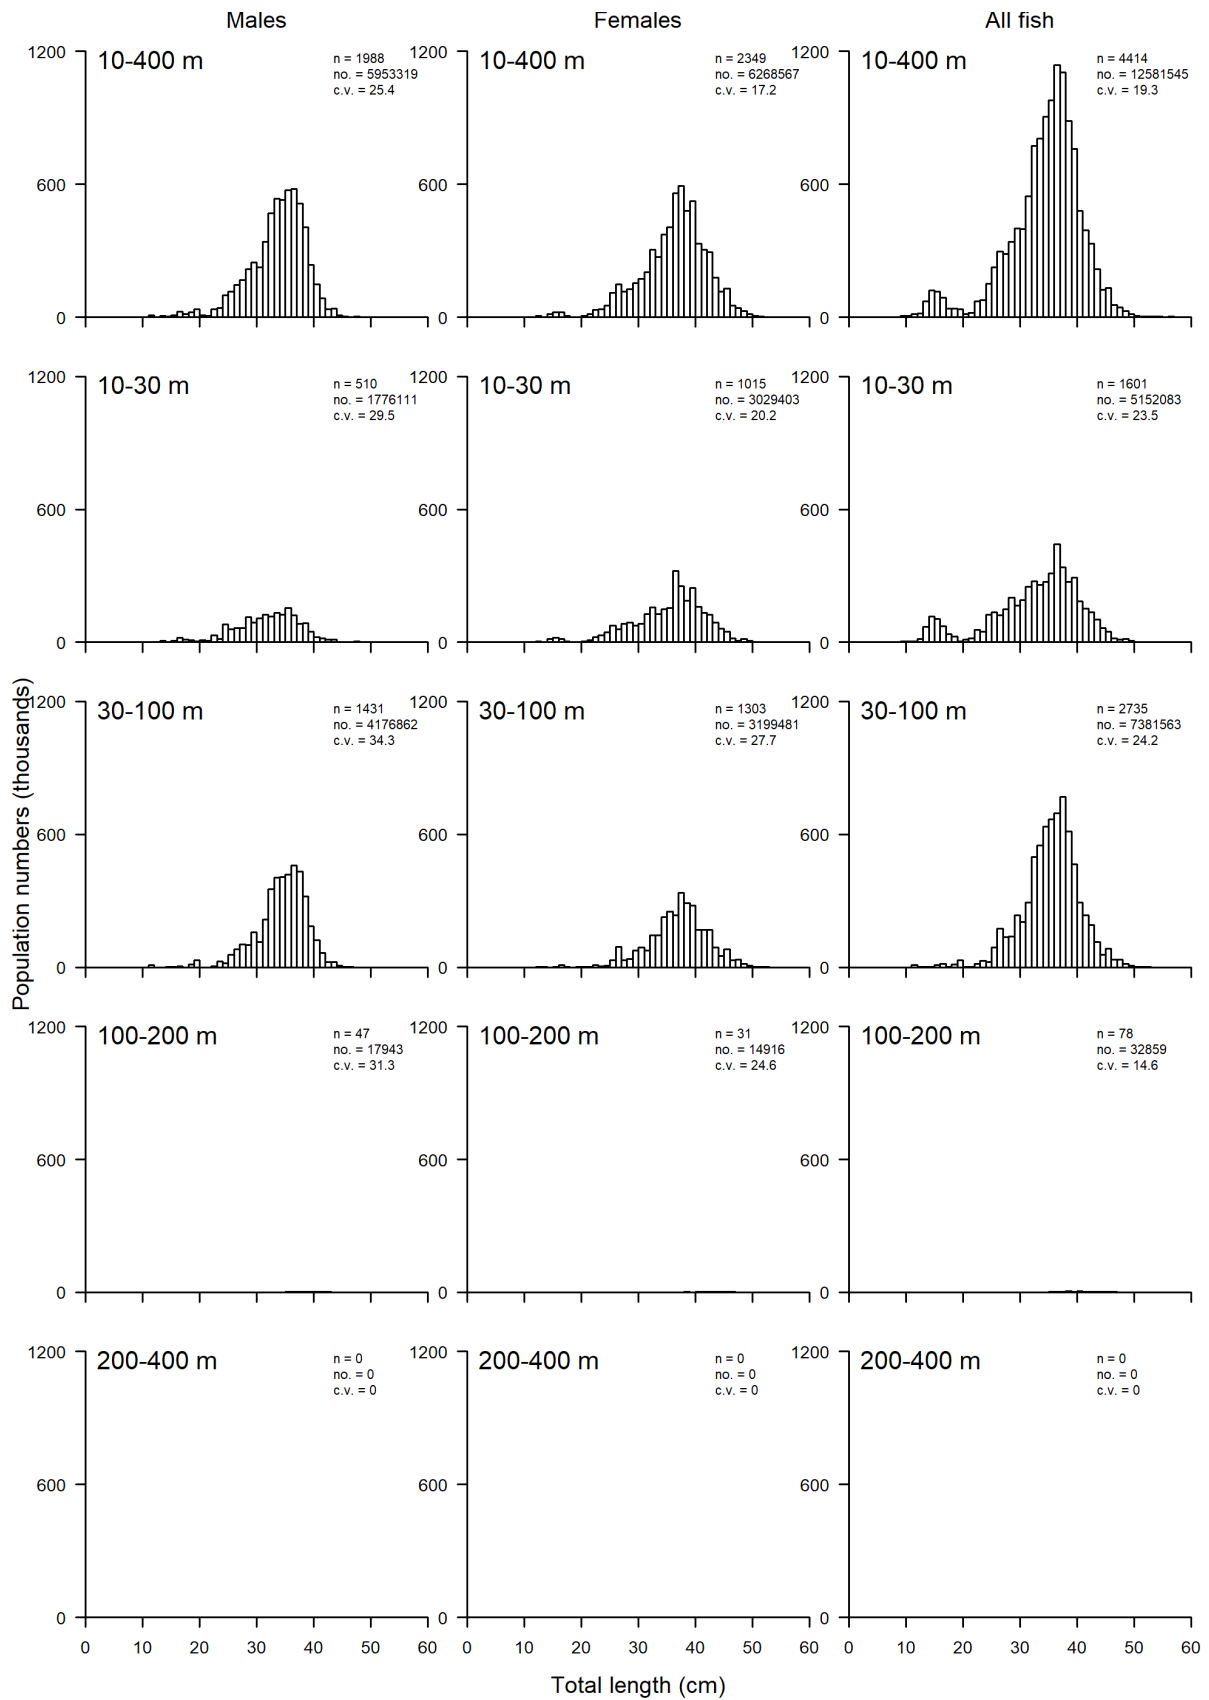 Males Females All fish
1200 10-400 m n = 1988 1200 10-400 m n = 2349 1200 10-400 m n = 4414
no. = 5953319 no. = 6268567 no. = 12581545
c.v. = 25.4 c.v. = 17.2 c.v. = 19.3
600 600 600
0 0 0
1200 10-30 m n = 510 1200 10-30 m n = 1015 1200 10-30 m n = 1601
no. = 1776111 no. = 3029403 no. = 5152083
c.v. = 29.5 c.v. = 20.2 c.v. = 23.5
600 600 600
0 0 0
Population numbers (thousands)
1200 30-100 m n = 1431 1200 30-100 m n = 1303 1200 30-100 m n = 2735
no. = 4176862 no. = 3199481 no. = 7381563
c.v. = 34.3 c.v. = 27.7 c.v. = 24.2
600 600 600
0 0 0
1200 100-200 m n = 47 1200 100-200 m n = 31 1200 100-200 m n = 78
no. = 17943 no. = 14916 no. = 32859
c.v. = 31.3 c.v. = 24.6 c.v. = 14.6
600 600 600
0 0 0
1200 200-400 m n = 0 1200 200-400 m n = 0 1200 200-400 m n = 0
no. = 0 no. = 0 no. = 0
c.v. = 0 c.v. = 0 c.v. = 0
600 600 600
0 0 0
0 10 20 30 40 50 60 0 10 20 30 40 50 60 0 10 20 30 40 50 60
Total length (cm)